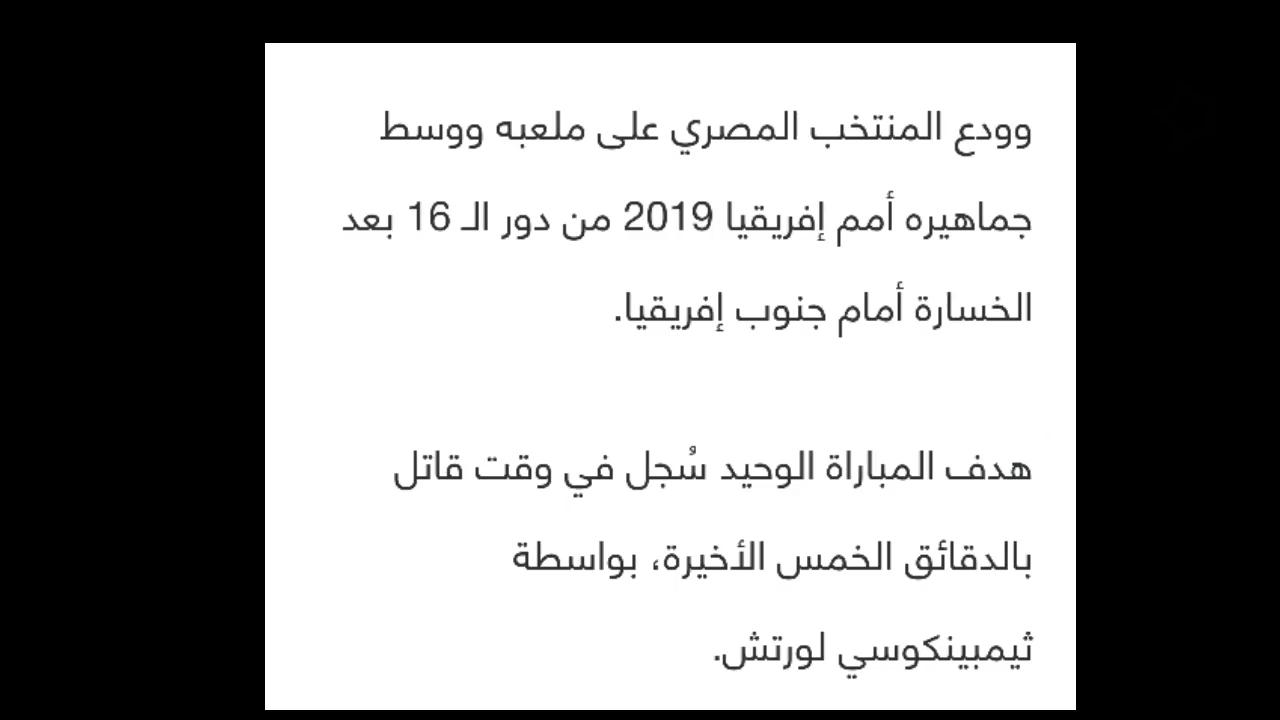 وودع المنتخب المصري على ملعبه ووسط
جماهيره أمم إفريقيا 2019 من دور الـ 16 بعد
الخسارة أمام جنوب إفريقيا.
هدف المباراة الوحيد سُجل في وقت قاتل
بالدقائق الخمس الأخيرة، بواسطة
ثيمبينكوسي لورتش.